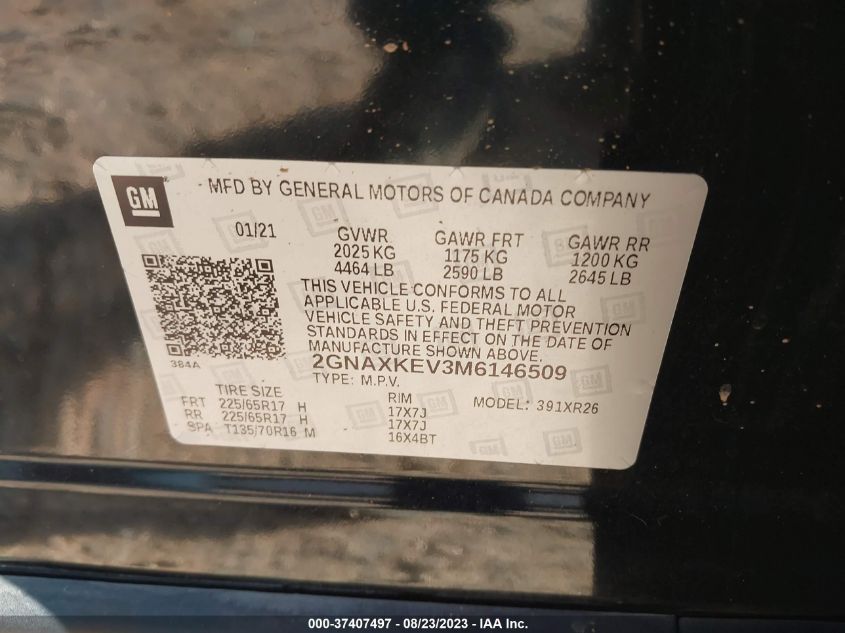 GM
MFD BY GENERAL MOTORS OF CANADA COMPANY
01/21
GVWR GAWR FRT GAWR RR
2025 KG 1175 KG 1200 KG
4464 LB 2590 LB 2645 LB
THIS VEHICLE CONFORMS TO ALL
APPLICABLE U.S. FEDERAL MOTOR
VEHICLE SAFETY AND THEFT PREVENTION
STANDARDS IN EFFECT ON THE DATE OF
MANUFACTURE SHOWN ABOVE.
384A
2GNAXKEV3M6146509
TYPE: M.P.V.
TIRE SIZE RIM MODEL: 391XR26
FRT 225/65R17 H 17X7J
RR 225/65R17 H 17X7J
SPA T135/70R16 M 16X4BT
000-37407497 - 08/23/2023 - IAA Inc.